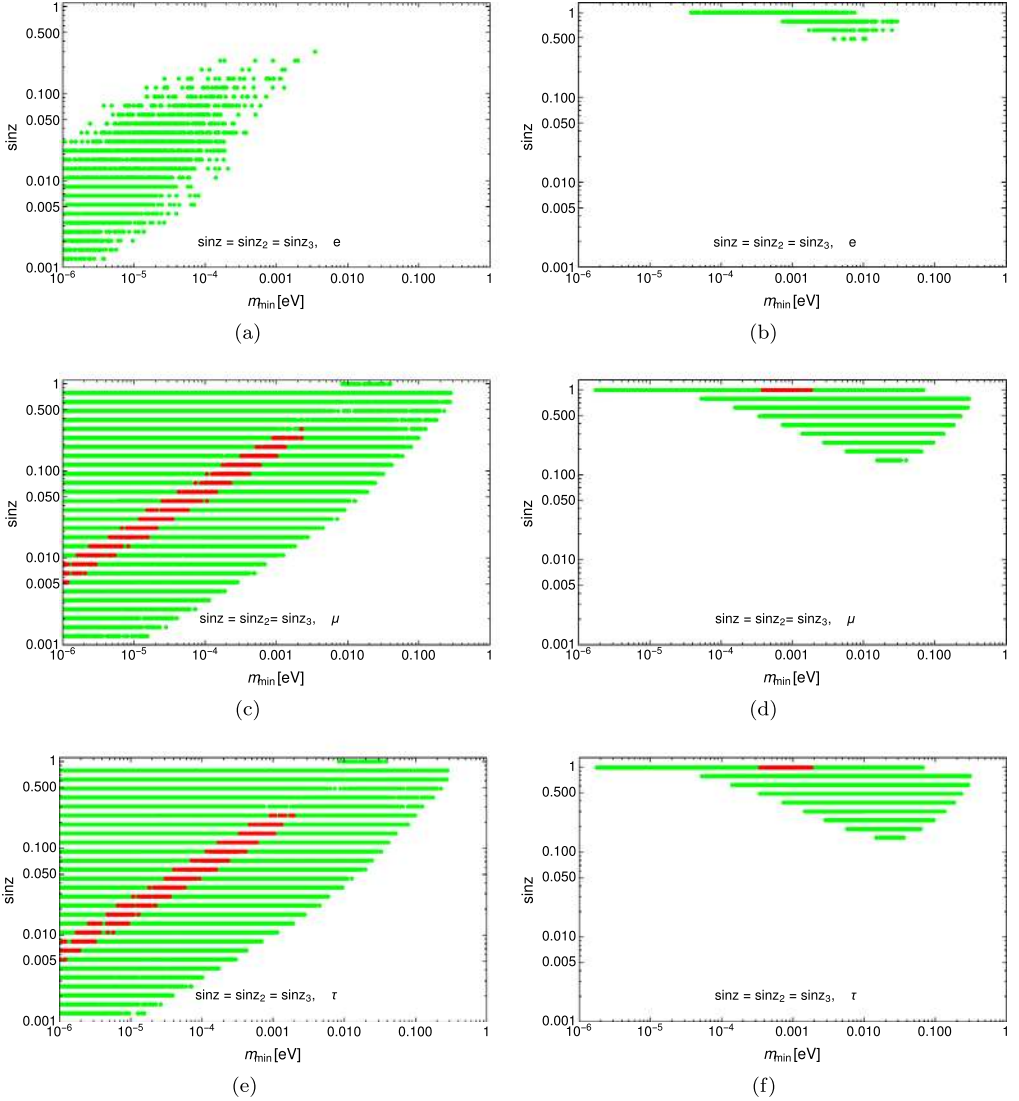 1
0.500
0.100
0.050
0.010
0.005
0.001
sinz
sinz = sinz₂ = sinz₃, e
10⁻⁶ 10⁻⁵ 10⁻⁴ 0.001 0.010 0.100 1
mmin [eV]
(a)
1
0.500
0.100
0.050
0.010
0.005
0.001
sinz
sinz = sinz₂ = sinz₃, e
10⁻⁶ 10⁻⁵ 10⁻⁴ 0.001 0.010 0.100 1
mmin [eV]
(b)
1
0.500
0.100
0.050
0.010
0.005
0.001
sinz
sinz = sinz₂= sinz₃, μ
10⁻⁶ 10⁻⁵ 10⁻⁴ 0.001 0.010 0.100 1
mmin [eV]
(c)
1
0.500
0.100
0.050
0.010
0.005
0.001
sinz
sinz = sinz₂= sinz₃, μ
10⁻⁶ 10⁻⁵ 10⁻⁴ 0.001 0.010 0.100 1
mmin [eV]
(d)
1
0.500
0.100
0.050
0.010
0.005
0.001
sinz
sinz = sinz₂ = sinz₃, τ
10⁻⁶ 10⁻⁵ 10⁻⁴ 0.001 0.010 0.100 1
mmin [eV]
(e)
1
0.500
0.100
0.050
0.010
0.005
0.001
sinz
sinz = sinz₂ = sinz₃, τ
10⁻⁶ 10⁻⁵ 10⁻⁴ 0.001 0.010 0.100 1
mmin [eV]
(f)